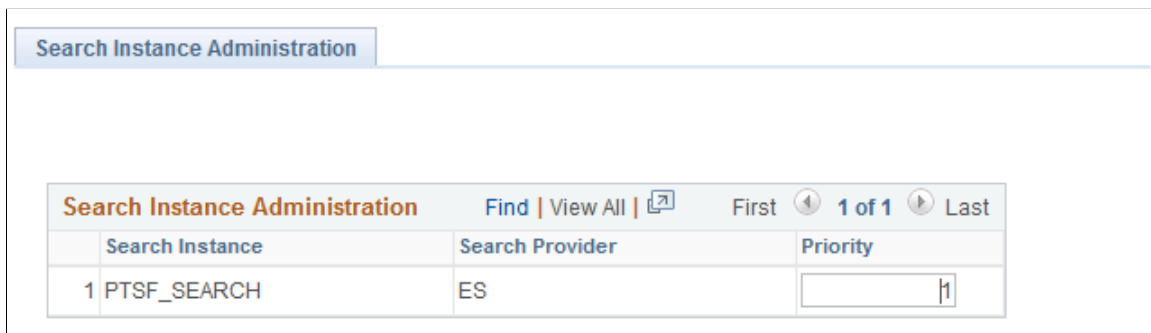 Search Instance Administration
Search Instance Administration Find | View All | First 1 of 1 Last
Search Instance Search Provider Priority
1 PTSF_SEARCH ES 1